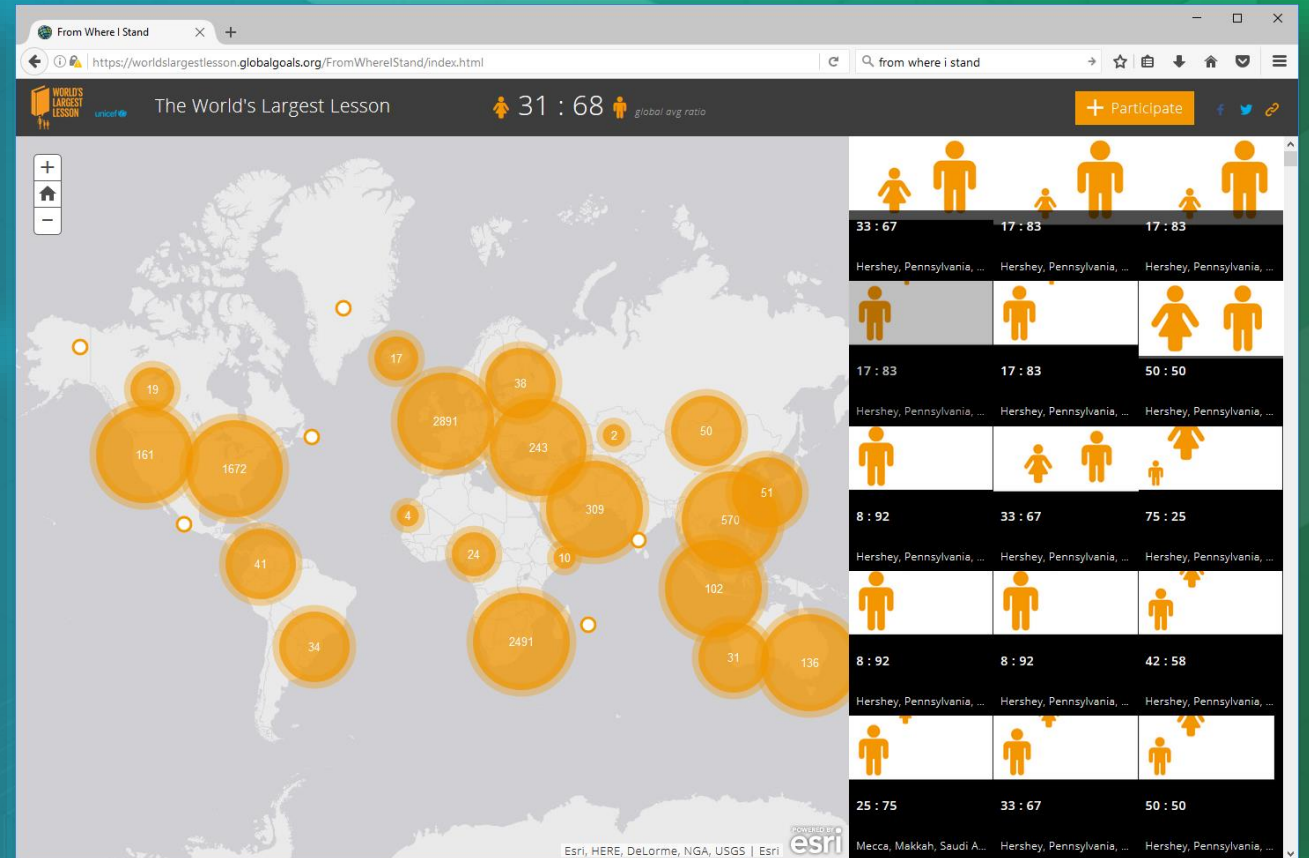 From Where I Stand
https://worldslargestlesson.globalgoals.org/FromWhereIStand/index.html
from where i stand
WORLD'S
LARGEST
LESSON
unicef
The World's Largest Lesson
31 : 68 global avg ratio
+ Participate
+
−
17
19
38
2891
161
1672
243
2
50
51
309
570
4
24
10
41
102
2491
34
31
136
Esri, HERE, DeLorme, NGA, USGS | Esri
POWERED BY
esri
33 : 67 17 : 83 17 : 83
Hershey, Pennsylvania, ... Hershey, Pennsylvania, ... Hershey, Pennsylvania, ...
17 : 83 17 : 83 50 : 50
Hershey, Pennsylvania, ... Hershey, Pennsylvania, ... Hershey, Pennsylvania, ...
8 : 92 33 : 67 75 : 25
Hershey, Pennsylvania, ... Hershey, Pennsylvania, ... Hershey, Pennsylvania, ...
8 : 92 8 : 92 42 : 58
Hershey, Pennsylvania, ... Hershey, Pennsylvania, ... Hershey, Pennsylvania, ...
25 : 75 33 : 67 50 : 50
Mecca, Makkah, Saudi A... Hershey, Pennsylvania, ... Hershey, Pennsylvania, ...